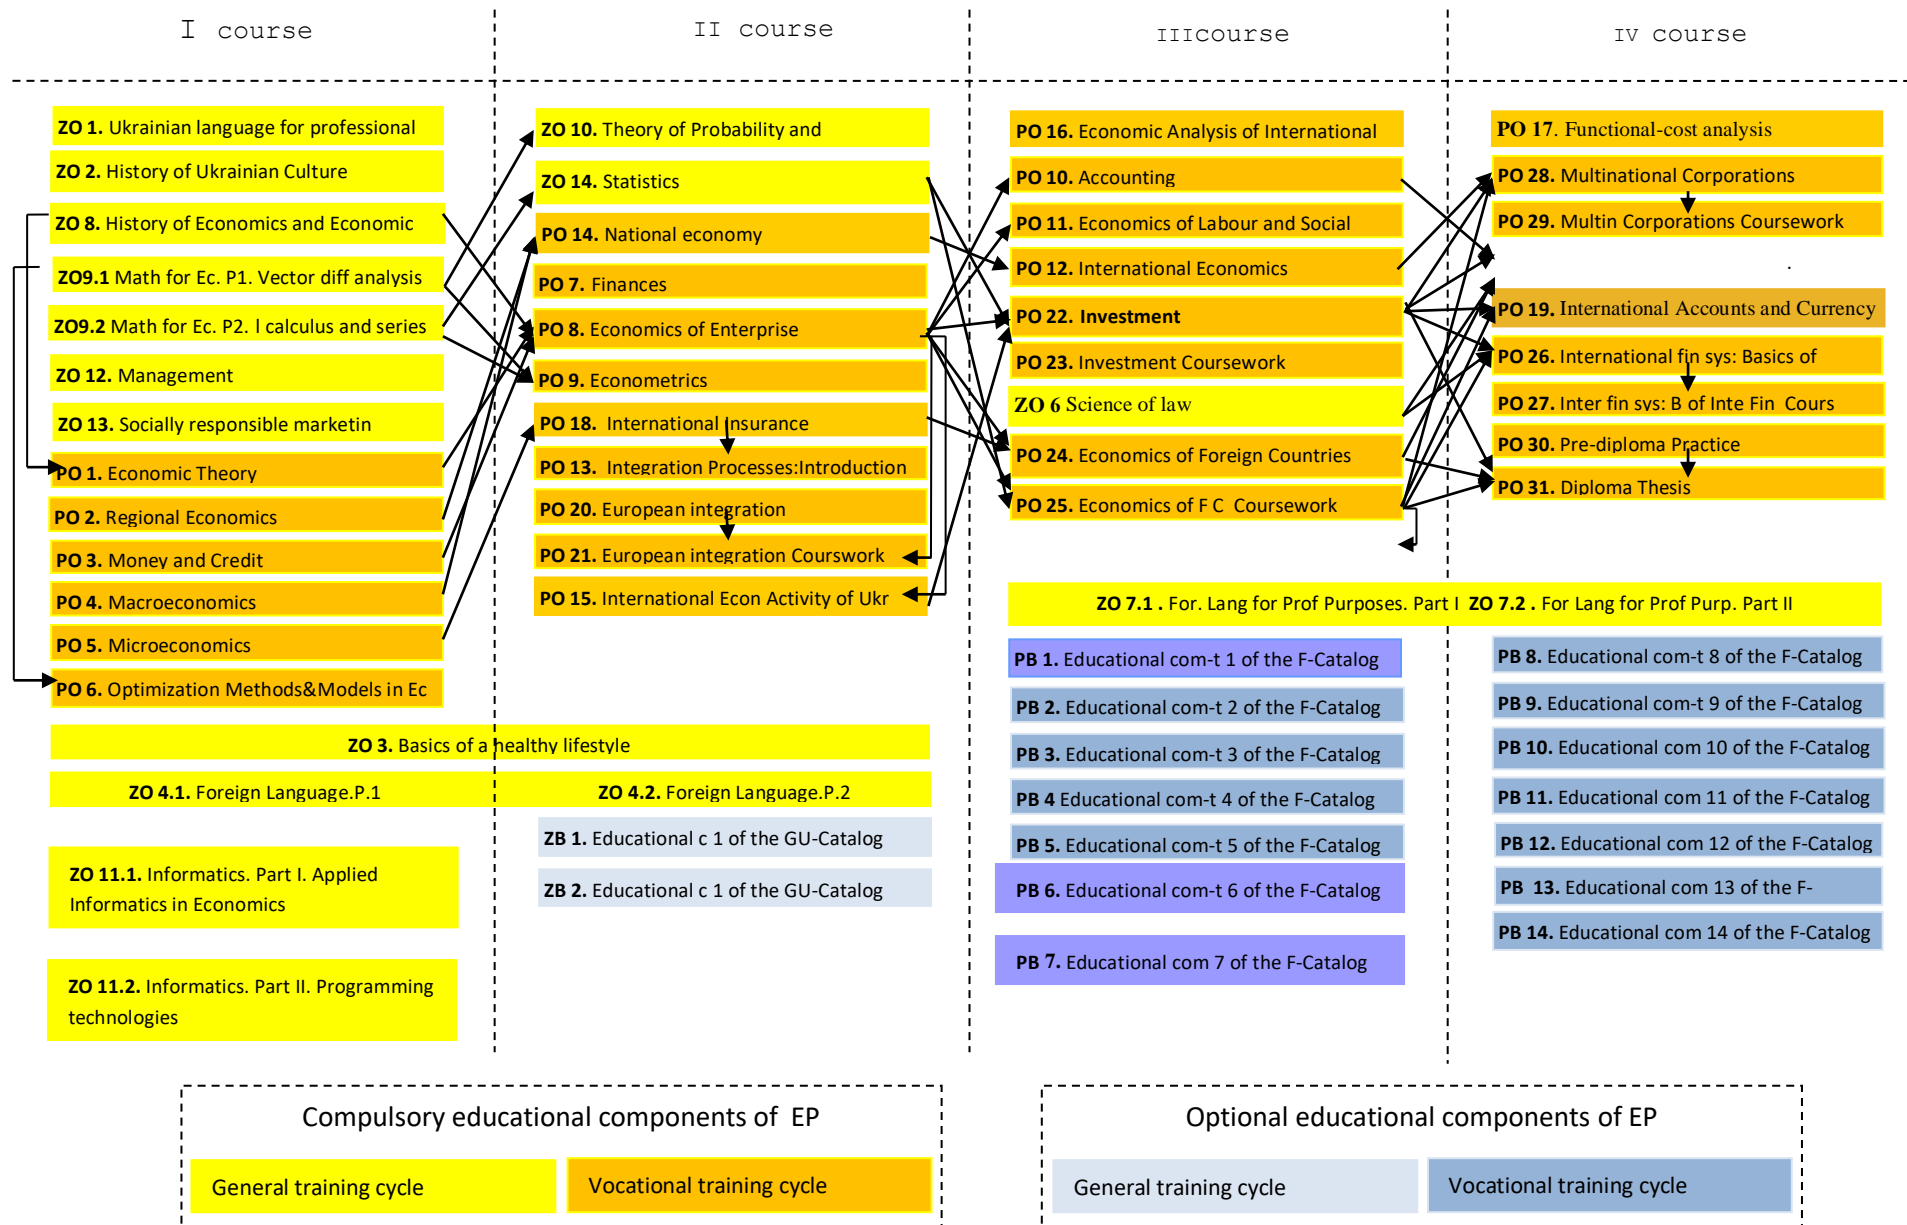 I course
II course
IIIcourse
IV course
ZO 1. Ukrainian language for professional
ZO 2. History of Ukrainian Culture
ZO 8. History of Economics and Economic
ZO9.1 Math for Ec. P1. Vector diff analysis
ZO9.2 Math for Ec. P2. l calculus and series
ZO 12. Management
ZO 13. Socially responsible marketin
PO 1. Economic Theory
PO 2. Regional Economics
PO 3. Money and Credit
PO 4. Macroeconomics
PO 5. Microeconomics
PO 6. Optimization Methods&Models in Ec
ZO 10. Theory of Probability and
ZO 14. Statistics
PO 14. National economy
PO 7. Finances
PO 8. Economics of Enterprise
PO 9. Econometrics
PO 18. International Insurance
PO 13. Integration Processes:Introduction
PO 20. European integration
PO 21. European integration Courswork
PO 15. International Econ Activity of Ukr
PO 16. Economic Analysis of International
PO 10. Accounting
PO 11. Economics of Labour and Social
PO 12. International Economics
PO 22. Investment
PO 23. Investment Coursework
ZO 6 Science of law
PO 24. Economics of Foreign Countries
PO 25. Economics of F C Coursework
PO 17. Functional-cost analysis
PO 28. Multinational Corporations
PO 29. Multin Corporations Coursework
.
PO 19. International Accounts and Currency
PO 26. International fin sys: Basics of
PO 27. Inter fin sys: B of Inte Fin Cours
PO 30. Pre-diploma Practice
PO 31. Diploma Thesis
ZO 7.1 . For. Lang for Prof Purposes. Part I ZO 7.2 . For Lang for Prof Purp. Part II
PB 1. Educational com-t 1 of the F-Catalog
PB 2. Educational com-t 2 of the F-Catalog
PB 3. Educational com-t 3 of the F-Catalog
PB 4 Educational com-t 4 of the F-Catalog
PB 5. Educational com-t 5 of the F-Catalog
PB 6. Educational com-t 6 of the F-Catalog
PB 7. Educational com 7 of the F-Catalog
PB 8. Educational com-t 8 of the F-Catalog
PB 9. Educational com-t 9 of the F-Catalog
PB 10. Educational com 10 of the F-Catalog
PB 11. Educational com 11 of the F-Catalog
PB 12. Educational com 12 of the F-Catalog
PB 13. Educational com 13 of the F-
PB 14. Educational com 14 of the F-Catalog
ZO 3. Basics of a healthy lifestyle
ZO 4.1. Foreign Language.P.1
ZO 4.2. Foreign Language.P.2
ZB 1. Educational c 1 of the GU-Catalog
ZB 2. Educational c 1 of the GU-Catalog
ZO 11.1. Informatics. Part I. Applied
Informatics in Economics
ZO 11.2. Informatics. Part II. Programming
technologies
Compulsory educational components of EP
General training cycle
Vocational training cycle
Optional educational components of EP
General training cycle
Vocational training cycle